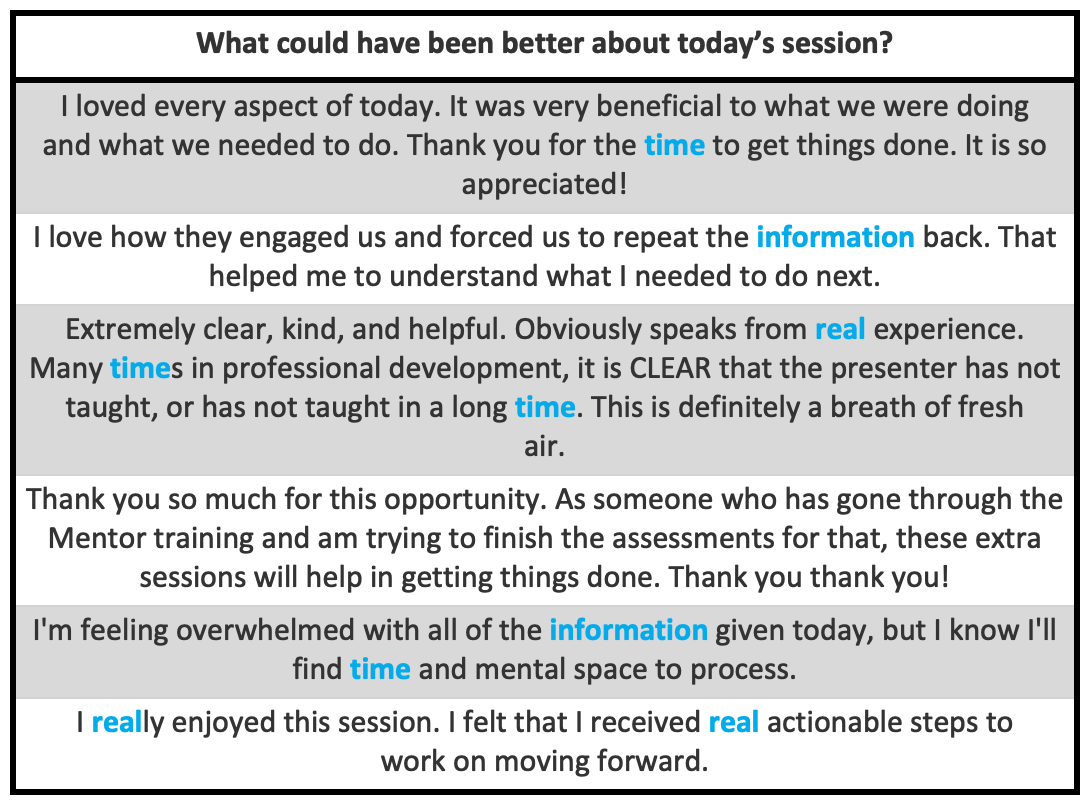 What could have been better about today’s session?
I loved every aspect of today. It was very beneficial to what we were doing
and what we needed to do. Thank you for the time to get things done. It is so
appreciated!
I love how they engaged us and forced us to repeat the information back. That
helped me to understand what I needed to do next.
Extremely clear, kind, and helpful. Obviously speaks from real experience.
Many times in professional development, it is CLEAR that the presenter has not
taught, or has not taught in a long time. This is definitely a breath of fresh
air.
Thank you so much for this opportunity. As someone who has gone through the
Mentor training and am trying to finish the assessments for that, these extra
sessions will help in getting things done. Thank you thank you!
I'm feeling overwhelmed with all of the information given today, but I know I'll
find time and mental space to process.
I really enjoyed this session. I felt that I received real actionable steps to
work on moving forward.